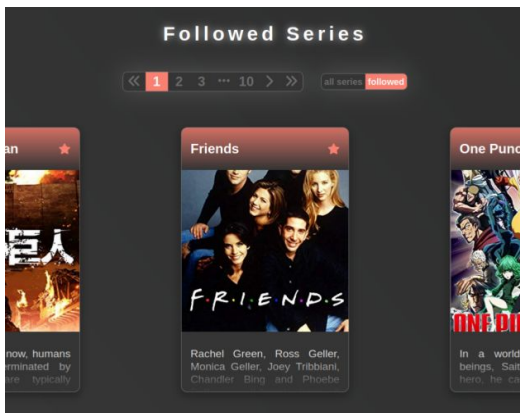 Followed Series
« 1 2 3 ... 10 > »
all series followed
an
巨人
now, humans
erminated by
are typically
Friends
F·R·I·E·N·D·S
Rachel Green, Ross Geller,
Monica Geller, Joey Tribbiani,
Chandler Bing and Phoebe
One Punc
In a world
beings, Sait
hero, he ca